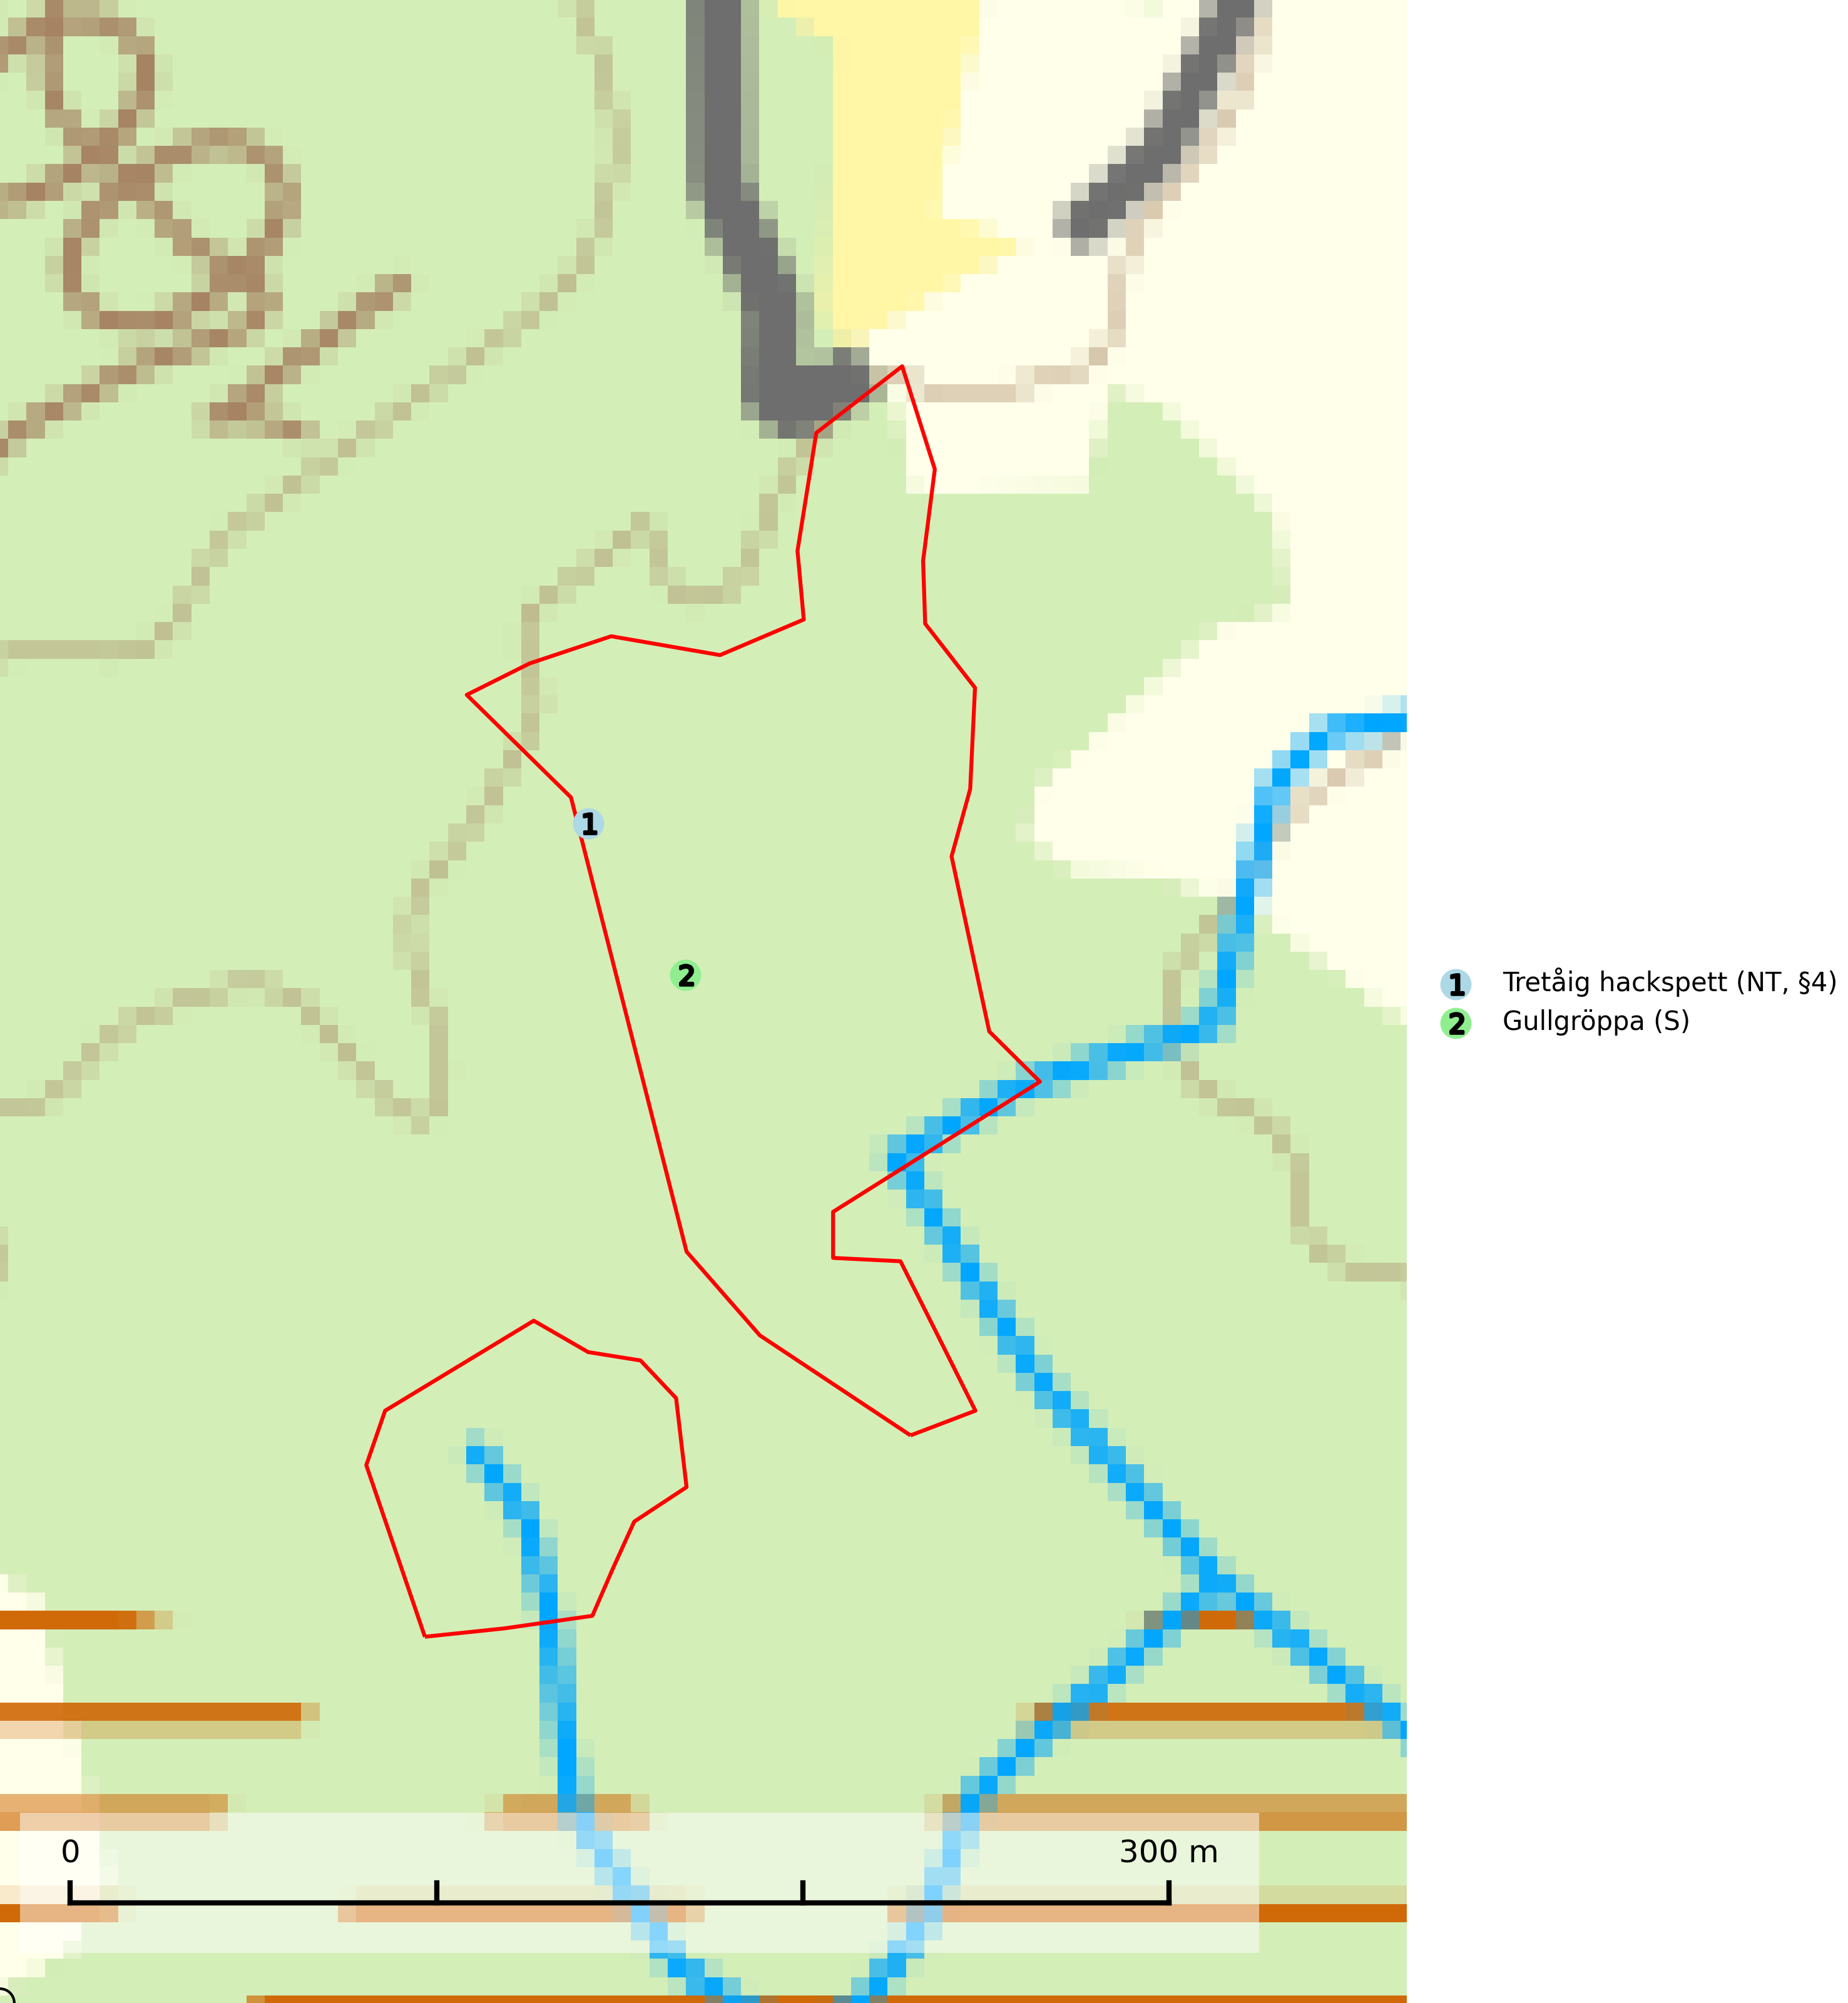 1
2
1 Tretåig hackspett (NT, §4)
2 Gullgröppa (S)
0 300 m